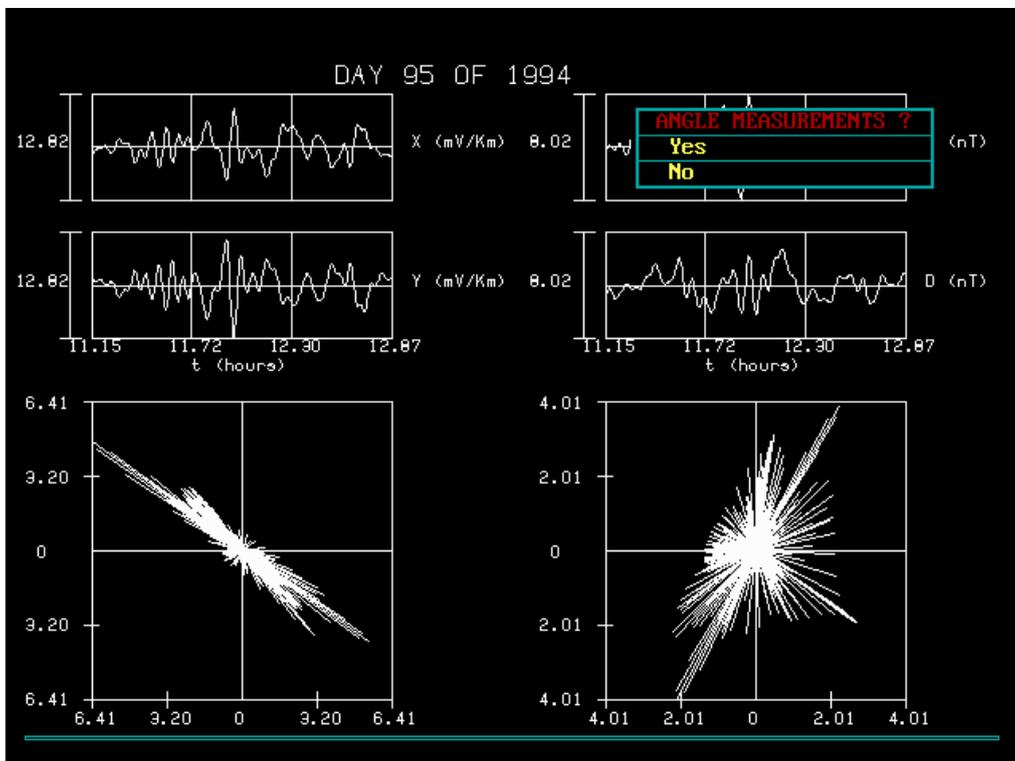 DAY 95 OF 1994
12.82 X (mV/Km)
8.02 (nT)
ANGLE MEASUREMENTS ?
Yes
No
12.82 Y (mV/Km)
8.02 D (nT)
11.15 11.72 12.30 12.87
t (hours)
11.15 11.72 12.30 12.87
t (hours)
6.41
3.20
0
3.20
6.41
6.41 3.20 0 3.20 6.41
4.01
2.01
0
2.01
4.01
4.01 2.01 0 2.01 4.01